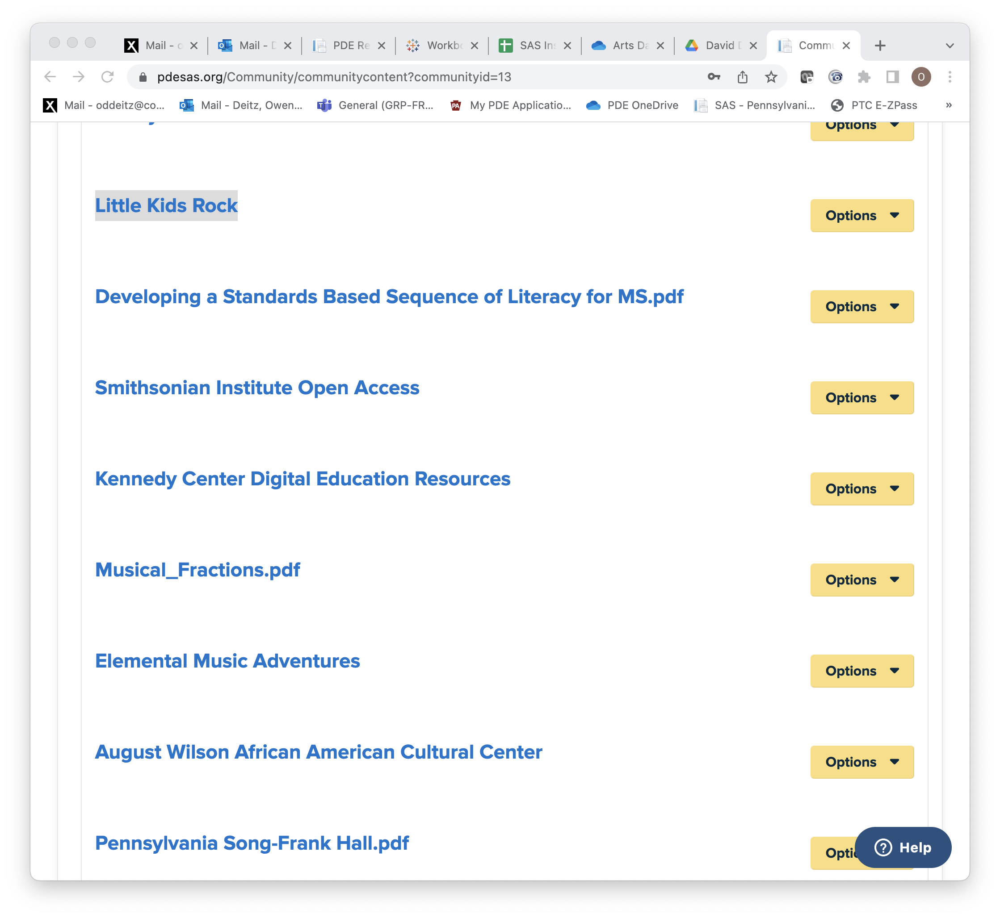 Mail - o
Mail - D
PDE Re
Workbo
SAS Ins
Arts Da
David D
Commu
pdesas.org/Community/communitycontent?communityid=13
O
Mail - oddeitz@co...
Mail - Deitz, Owen...
General (GRP-FR...
My PDE Applicatio...
PDE OneDrive
SAS - Pennsylvani...
PTC E-ZPass
»
Options
Little Kids Rock
Options
Developing a Standards Based Sequence of Literacy for MS.pdf
Options
Smithsonian Institute Open Access
Options
Kennedy Center Digital Education Resources
Options
Musical_Fractions.pdf
Options
Elemental Music Adventures
Options
August Wilson African American Cultural Center
Options
Pennsylvania Song-Frank Hall.pdf
Optio
Help